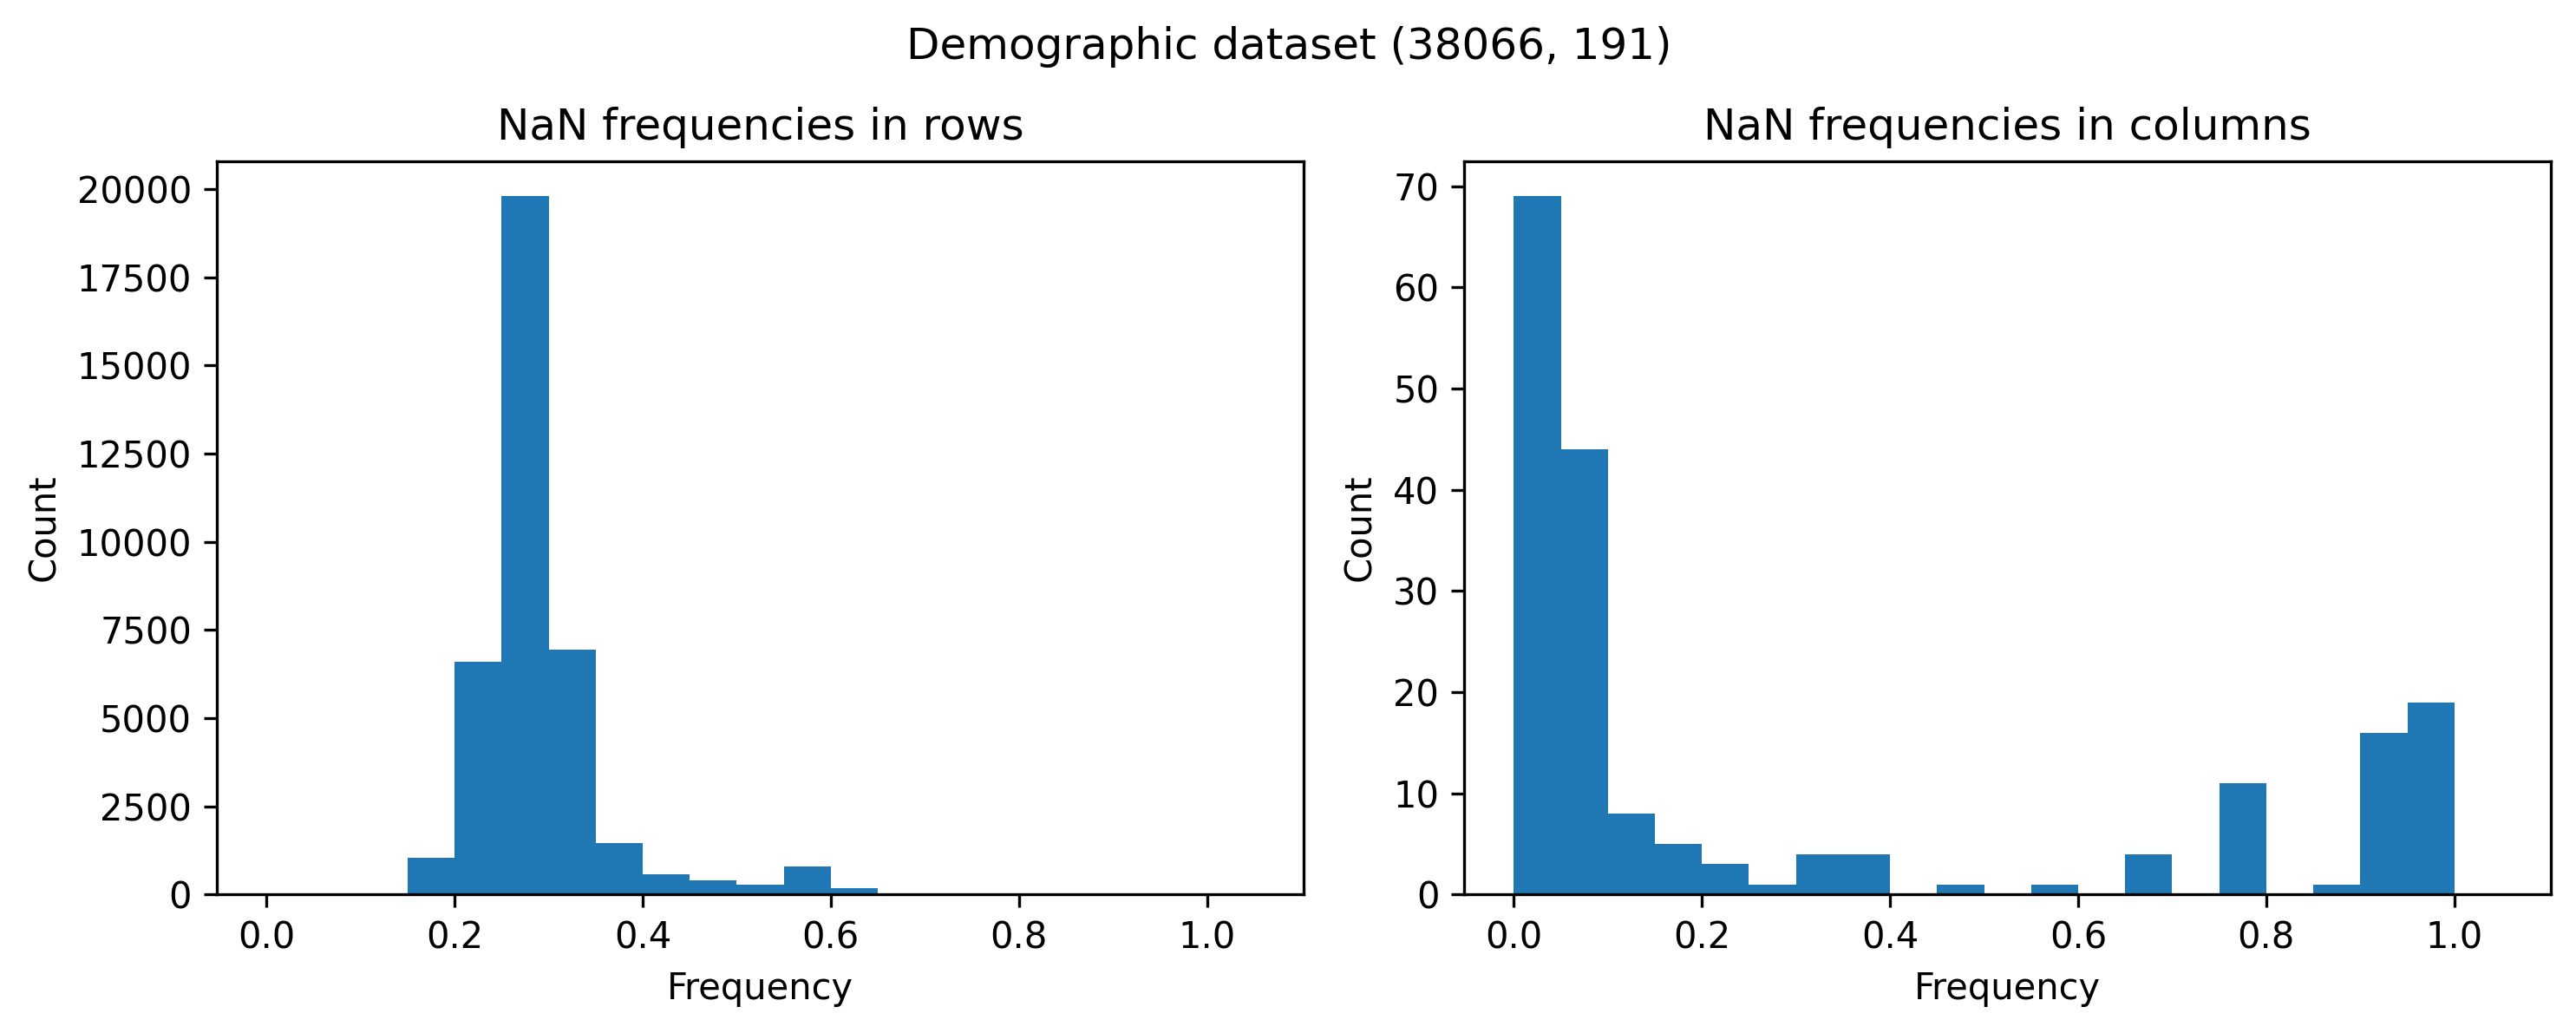 Demographic dataset (38066, 191)
NaN frequencies in rows
20000
17500
15000
12500
10000
7500
5000
2500
0
Count
0.0 0.2 0.4 0.6 0.8 1.0
Frequency
NaN frequencies in columns
70
60
50
40
30
20
10
0
Count
0.0 0.2 0.4 0.6 0.8 1.0
Frequency